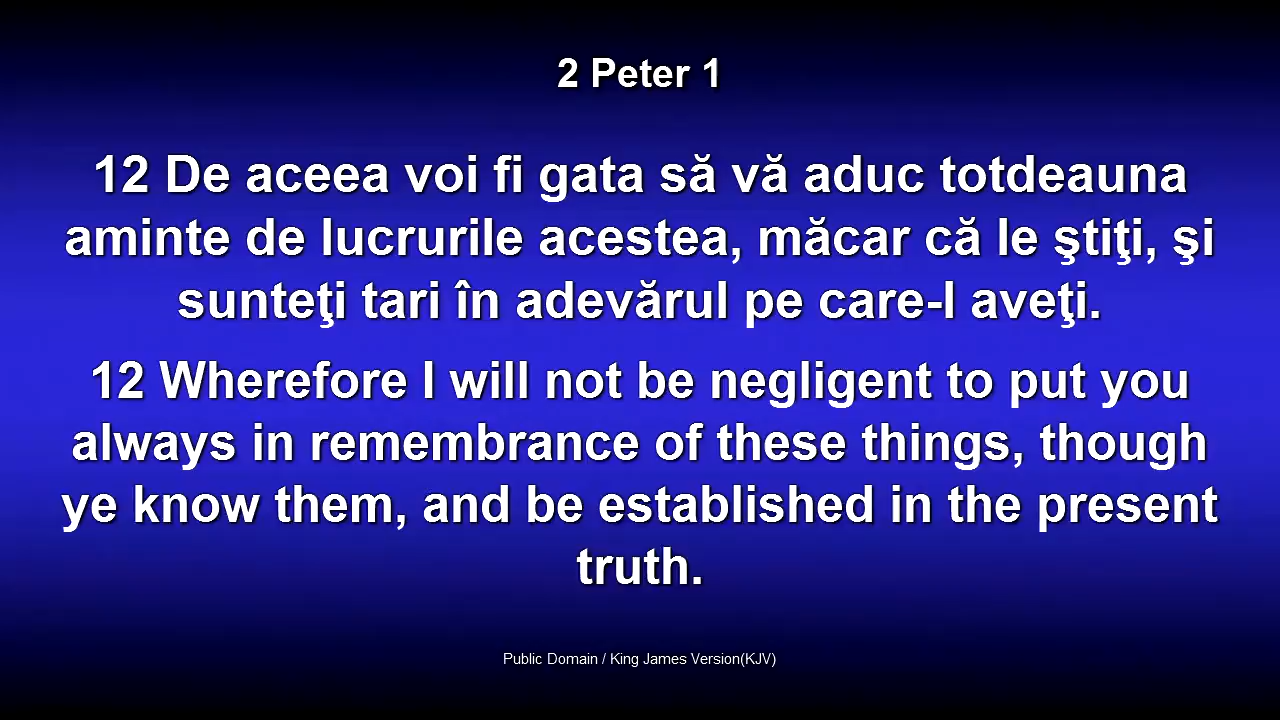 2 Peter 1
12 De aceea voi fi gata să vă aduc totdeauna
aminte de lucrurile acestea, măcar că le ştiţi, şi
sunteţi tari în adevărul pe care-l aveţi.
12 Wherefore I will not be negligent to put you
always in remembrance of these things, though
ye know them, and be established in the present
truth.
Public Domain / King James Version(KJV)